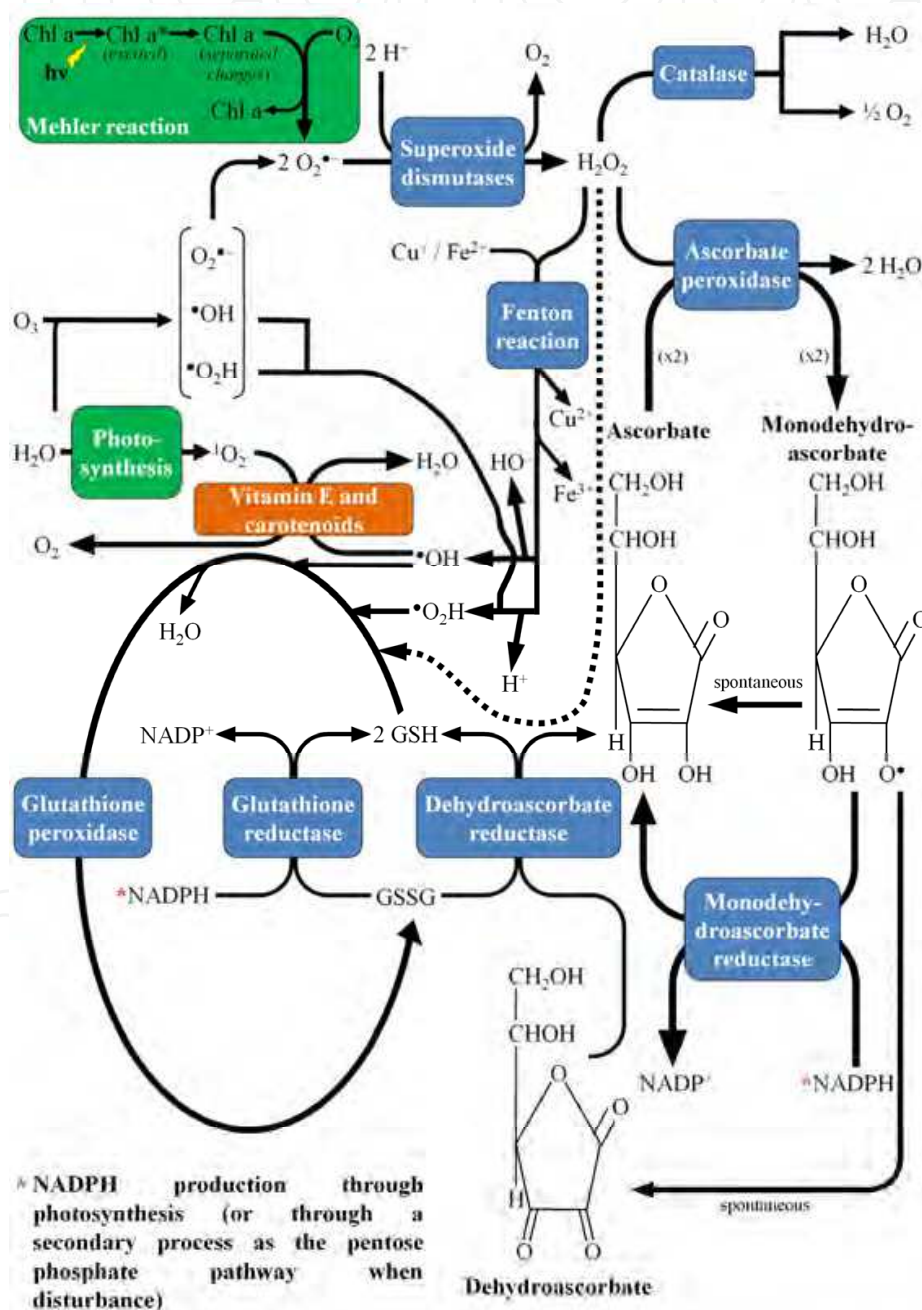 Chl a Chl a* Chl a O₂
(excited) (separated
charges)
hν
Chl a
Mehler reaction
2 H⁺
O₂
Catalase
H₂O
½ O₂
2 O₂•⁻
Superoxide
dismutases
H₂O₂
O₂•⁻
•OH
•O₂H
O₃
Cu⁺ / Fe²⁺
Fenton
reaction
Ascorbate
peroxidase
2 H₂O
(x2)
(x2)
Cu²⁺
Fe³⁺
Ascorbate
Monodehydro-
ascorbate
H₂O
Photo-
synthesis
¹O₂
H₂O
HO⁻
Vitamin E and
carotenoids
O₂
•OH
H₂O
•O₂H
H⁺
CH₂OH
CHOH
O
O
H
OH OH
CH₂OH
CHOH
O
O
H
OH O•
spontaneous
NADP⁺
2 GSH
Glutathione
peroxidase
Glutathione
reductase
Dehydroascorbate
reductase
*NADPH
GSSG
Monodehy-
droascorbate
reductase
NADP⁺
*NADPH
CH₂OH
CHOH
O
O
H
O O
spontaneous
Dehydroascorbate
* NADPH production through
photosynthesis (or through a
secondary process as the pentose
phosphate pathway when
disturbance)